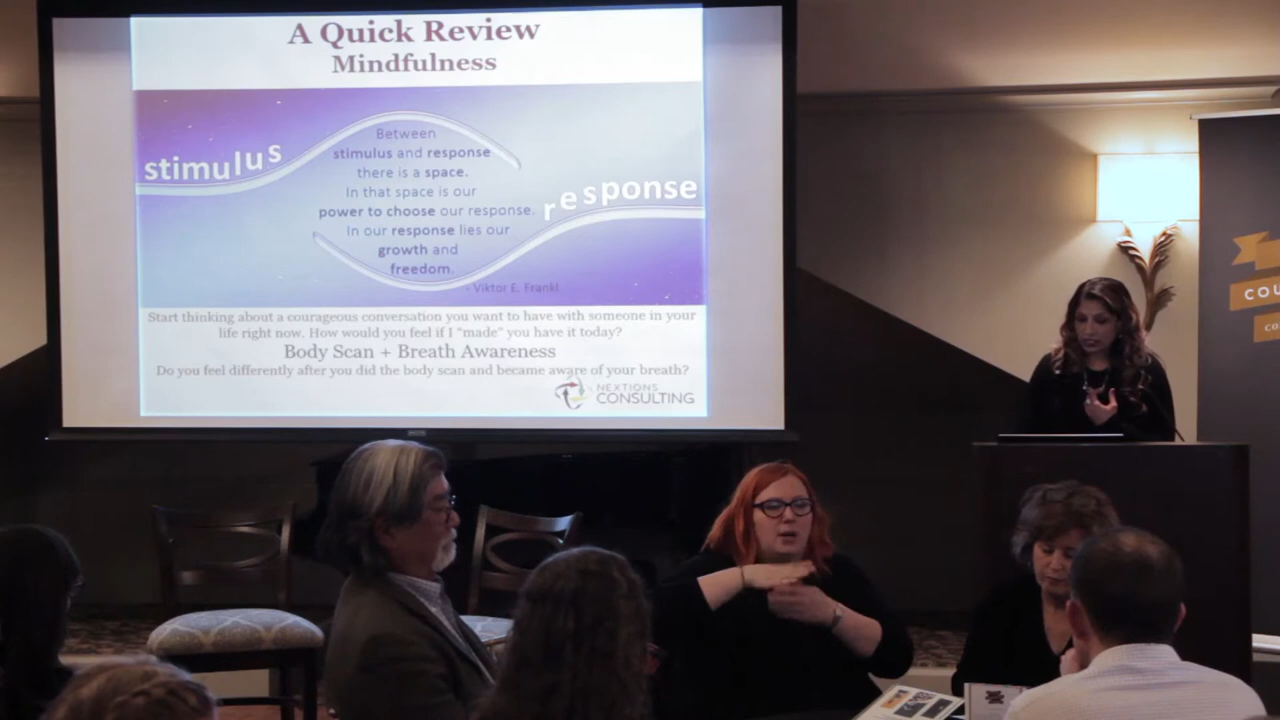 A Quick Review
Mindfulness
stimulus
Between
stimulus and response
there is a space.
In that space is our
power to choose our response.
In our response lies our
growth and
freedom.
- Viktor E. Frankl
response
Start thinking about a courageous conversation you want to have with someone in your
life right now. How would you feel if I "made" you have it today?
Body Scan + Breath Awareness
Do you feel differently after you did the body scan and became aware of your breath?
NEXTIONS
CONSULTING
COU
CO